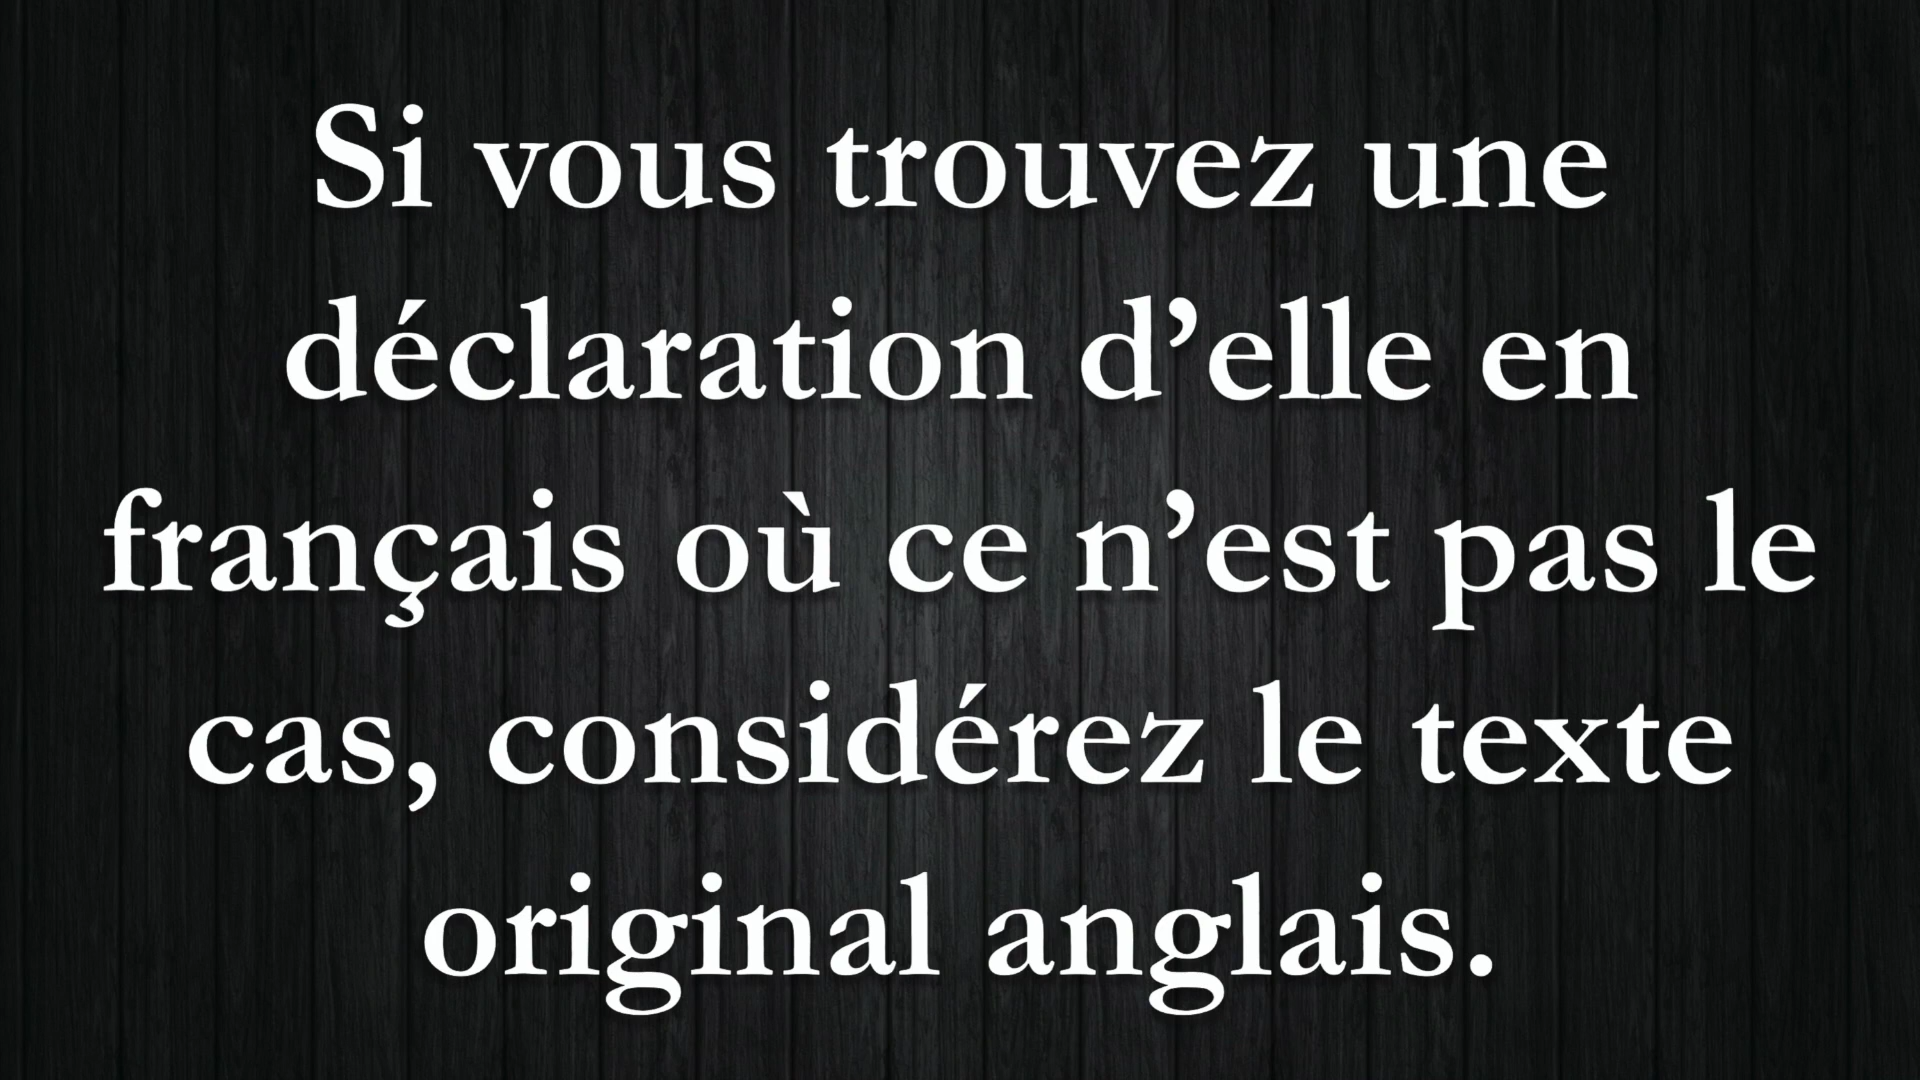 Si vous trouvez une
déclaration d’elle en
français où ce n’est pas le
cas, considérez le texte
original anglais.